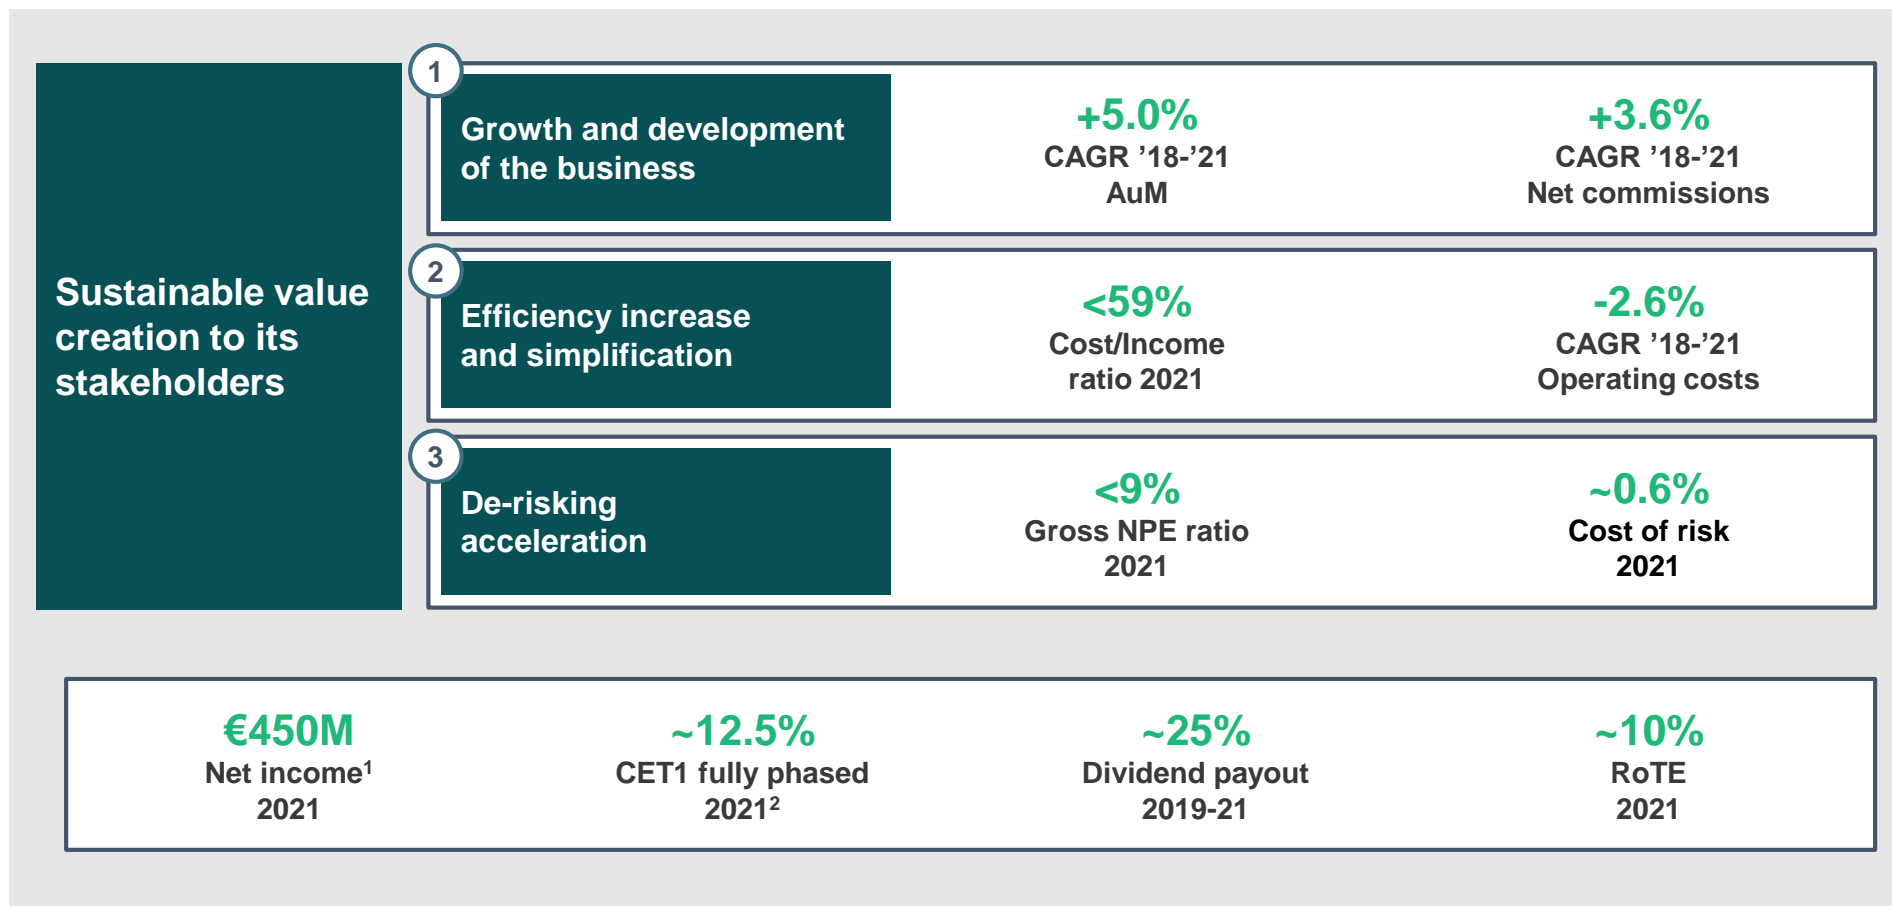 Sustainable value
creation to its
stakeholders
1
Growth and development
of the business
+5.0%
CAGR ’18-’21
AuM
+3.6%
CAGR ’18-’21
Net commissions
2
Efficiency increase
and simplification
<59%
Cost/Income
ratio 2021
-2.6%
CAGR ’18-’21
Operating costs
3
De-risking
acceleration
<9%
Gross NPE ratio
2021
~0.6%
Cost of risk
2021
€450M
Net income¹
2021
~12.5%
CET1 fully phased
2021²
~25%
Dividend payout
2019-21
~10%
RoTE
2021